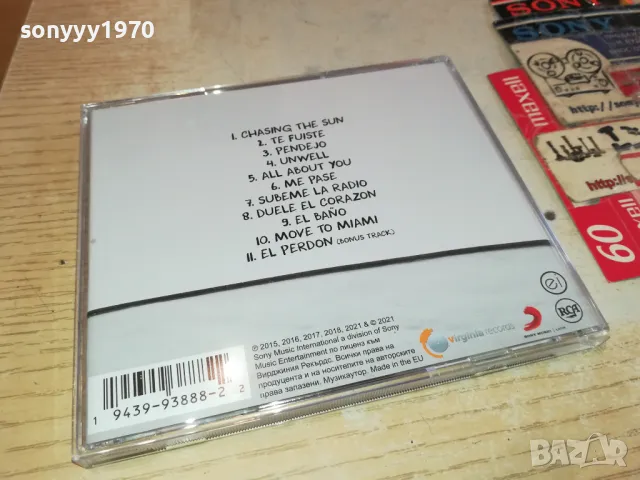 sonyyy1970
SONY
SONY
maxell
http://son
http://s
60
1. CHASING THE SUN
2. TE FUISTE
3. PENDEJO
4. UNWELL
5. ALL ABOUT YOU
6. ME PASE
7. SUBEME LA RADIO
8. DUELE EL CORAZON
9. EL BAÑO
10. MOVE TO MIAMI
11. EL PERDON (BONUS TRACK)
℗ 2015, 2016, 2017, 2018, 2021 & © 2021
Sony Music International a division of Sony
Music Entertainment по лиценз към
Вирджиния Рекърдс. Всички права на
продуцента и на носителите на авторските
права запазени. Музикаутор. Made in the EU
Virginia records
ei
RCA
1 9439-93888-2 2
BAZAR